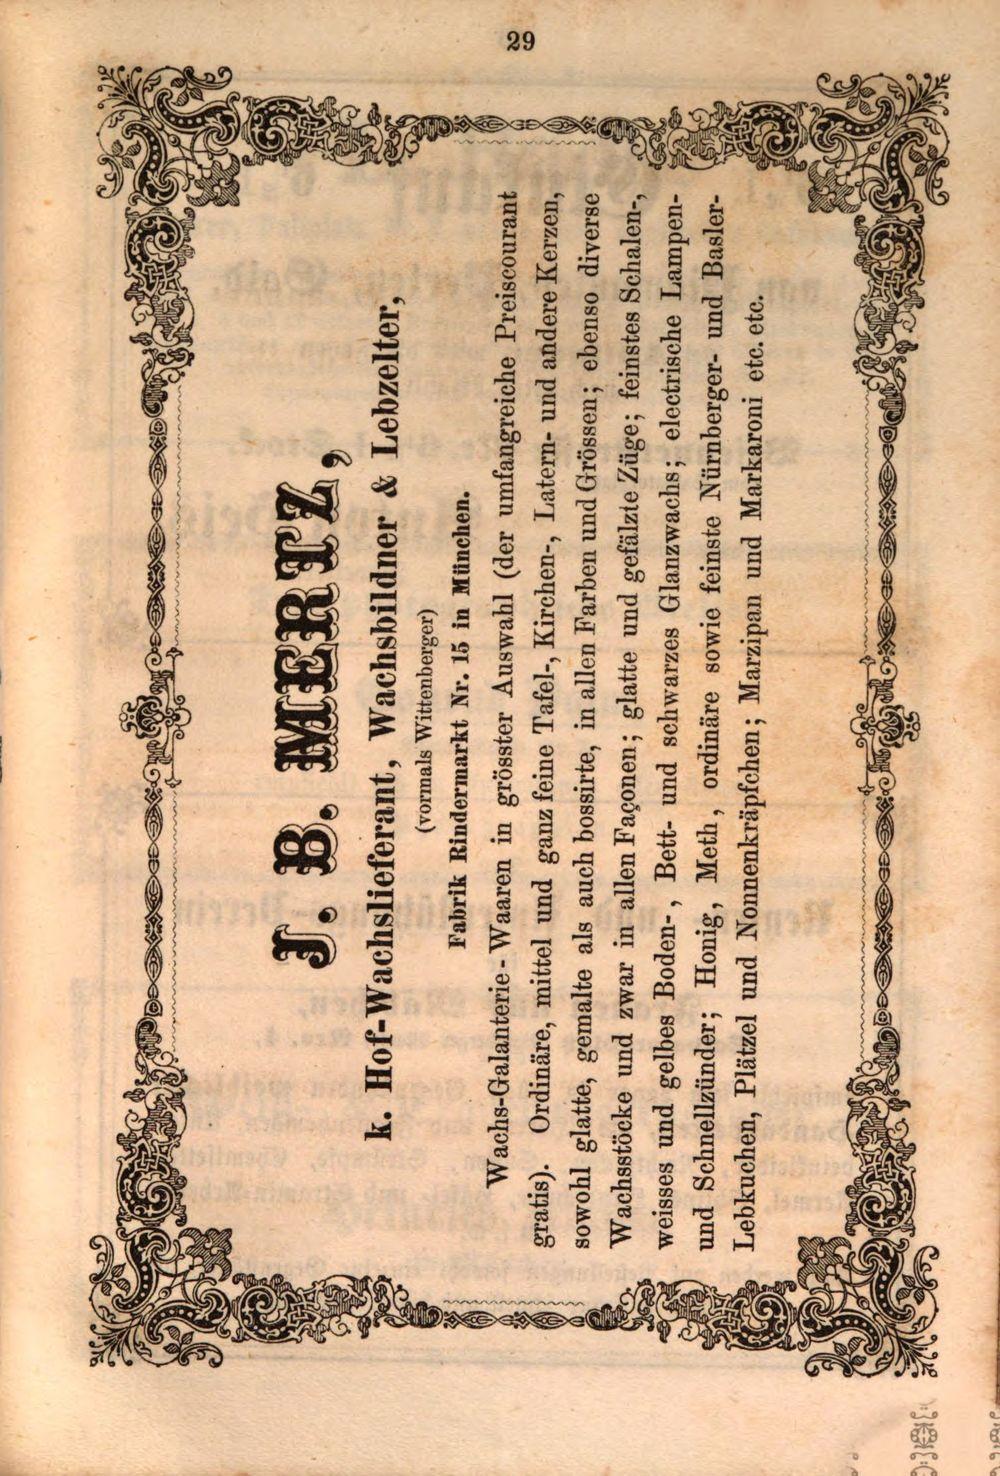 29
J. B. MERTZ,
k. Hof-Wachslieferant, Wachsbildner & Lebzelter,
(vormals Wittenberger)
Fabrik Rindermarkt Nr. 15 in München.
Wachs-Galanterie-Waaren in grösster Auswahl (der umfangreiche Preiscourant
gratis). Ordinäre, mittel und ganz feine Tafel-, Kirchen-, Latern- und andere Kerzen,
sowohl glatte, gemalte als auch bossirte, in allen Farben und Grössen; ebenso diverse
Wachsstöcke und zwar in allen Façonen; glatte und gefälzte Züge; feinstes Schalen-,
weisses und gelbes Boden-, Bett- und schwarzes Glanzwachs; electrische Lampen-
und Schnellzünder; Honig, Meth, ordinäre sowie feinste Nürnberger- und Basler-
Lebkuchen, Plätzel und Nonnenkräpfchen; Marzipan und Markaroni etc. etc.